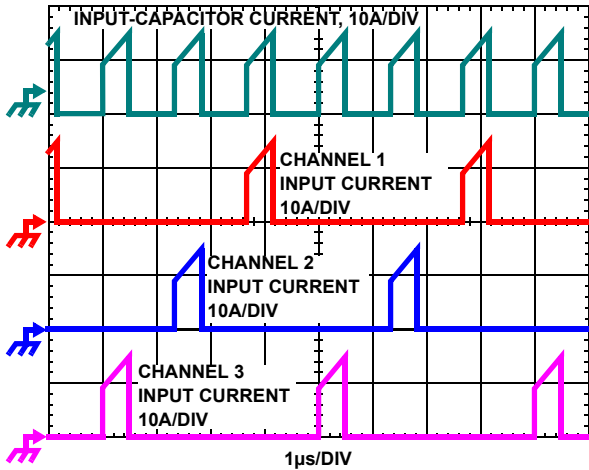 INPUT-CAPACITOR CURRENT, 10A/DIV
CHANNEL 1
INPUT CURRENT
10A/DIV
CHANNEL 2
INPUT CURRENT
10A/DIV
CHANNEL 3
INPUT CURRENT
10A/DIV
1µs/DIV